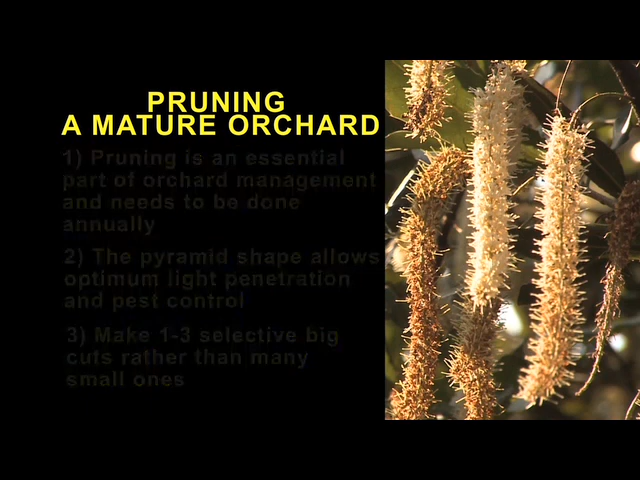 PRUNING
A MATURE ORCHARD
1) Pruning is an essential
part of orchard management
and needs to be done
annually
2) The pyramid shape allows
optimum light penetration
and pest control
3) Make 1-3 selective big
cuts rather than many
small ones